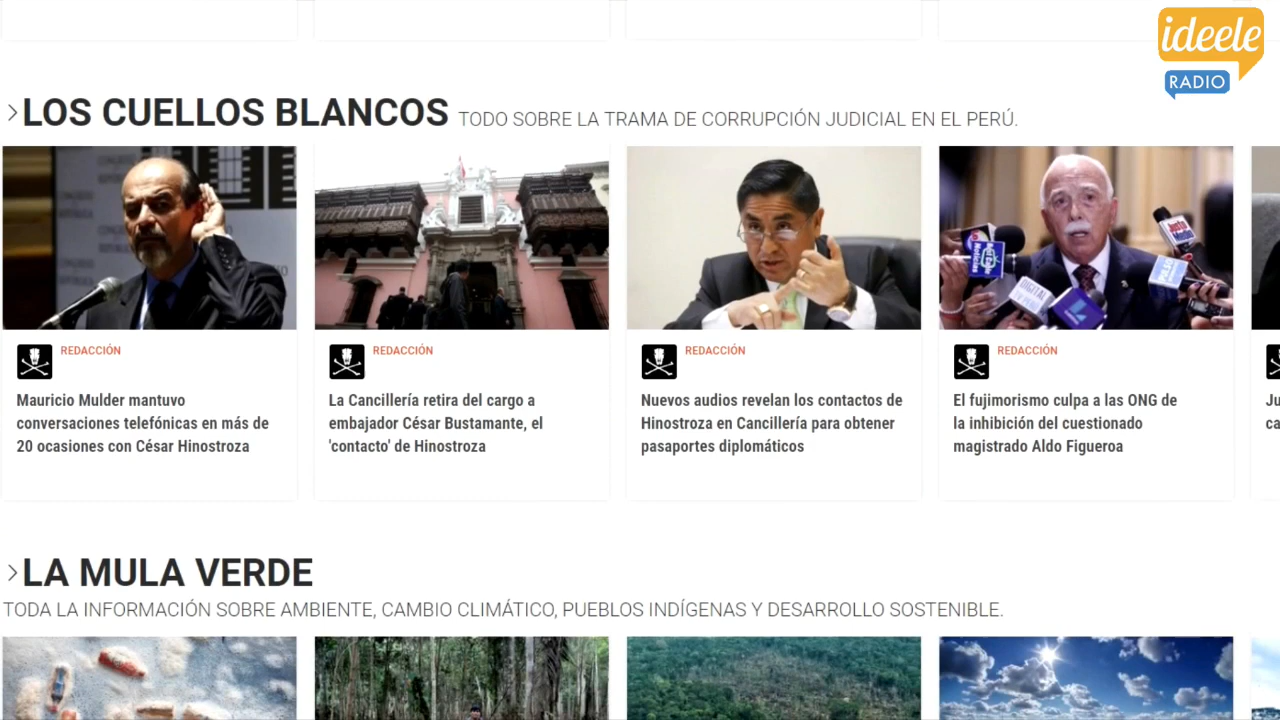 ideele
RADIO
LOS CUELLOS BLANCOS TODO SOBRE LA TRAMA DE CORRUPCIÓN JUDICIAL EN EL PERÚ.
REDACCIÓN
Mauricio Mulder mantuvo
conversaciones telefónicas en más de
20 ocasiones con César Hinostroza
REDACCIÓN
La Cancillería retira del cargo a
embajador César Bustamante, el
'contacto' de Hinostroza
REDACCIÓN
Nuevos audios revelan los contactos de
Hinostroza en Cancillería para obtener
pasaportes diplomáticos
REDACCIÓN
El fujimorismo culpa a las ONG de
la inhibición del cuestionado
magistrado Aldo Figueroa
Ju
ca
LA MULA VERDE
TODA LA INFORMACIÓN SOBRE AMBIENTE, CAMBIO CLIMÁTICO, PUEBLOS INDÍGENAS Y DESARROLLO SOSTENIBLE.